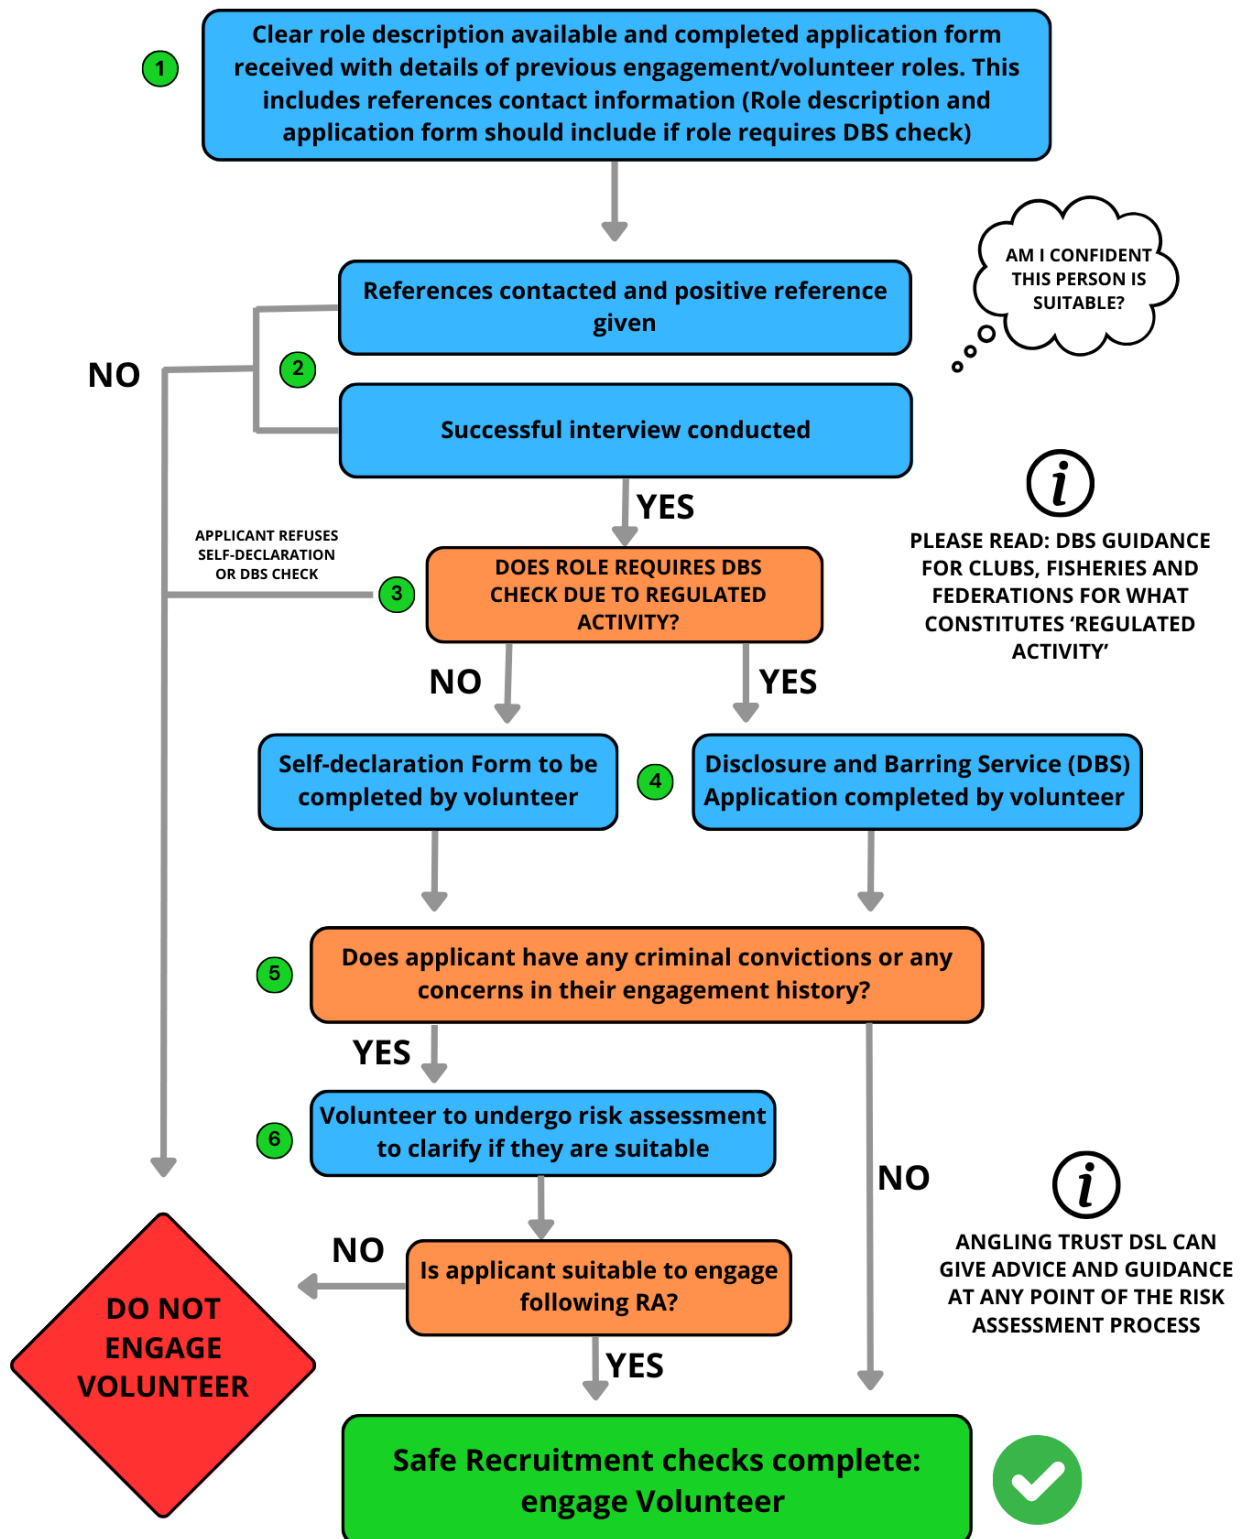 1
Clear role description available and completed application form
received with details of previous engagement/volunteer roles. This
includes references contact information (Role description and
application form should include if role requires DBS check)
AM I CONFIDENT
THIS PERSON IS
SUITABLE?
References contacted and positive reference
given
NO
2
Successful interview conducted
YES
PLEASE READ: DBS GUIDANCE
FOR CLUBS, FISHERIES AND
FEDERATIONS FOR WHAT
CONSTITUTES ‘REGULATED
ACTIVITY’
APPLICANT REFUSES
SELF-DECLARATION
OR DBS CHECK
3
DOES ROLE REQUIRES DBS
CHECK DUE TO REGULATED
ACTIVITY?
NO
YES
Self-declaration Form to be
completed by volunteer
4
Disclosure and Barring Service (DBS)
Application completed by volunteer
5
Does applicant have any criminal convictions or any
concerns in their engagement history?
YES
6
Volunteer to undergo risk assessment
to clarify if they are suitable
NO
ANGLING TRUST DSL CAN
GIVE ADVICE AND GUIDANCE
AT ANY POINT OF THE RISK
ASSESSMENT PROCESS
NO
Is applicant suitable to engage
following RA?
DO NOT
ENGAGE
VOLUNTEER
YES
Safe Recruitment checks complete:
engage Volunteer